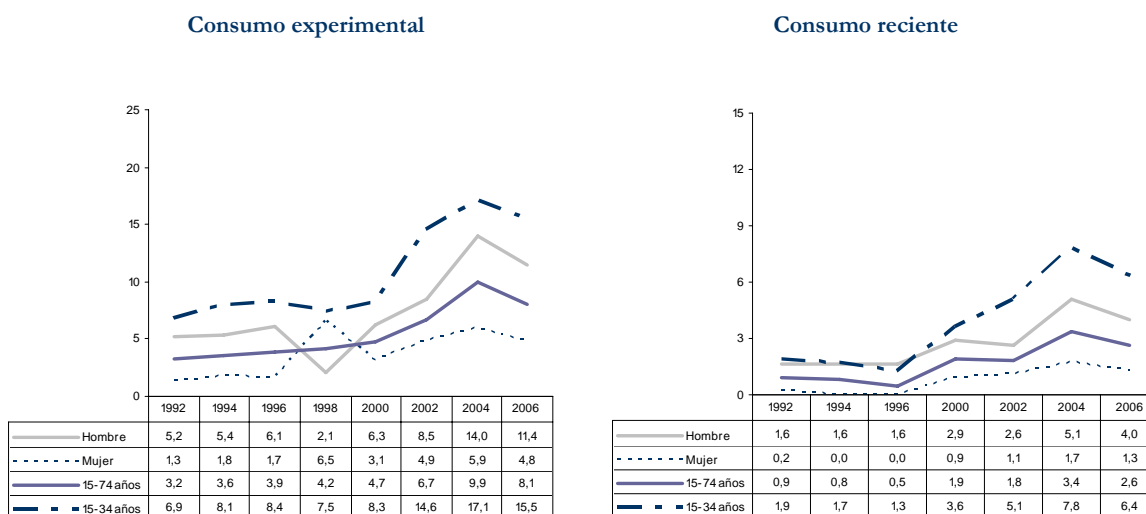 Consumo experimental
25
20
15
10
5
0
1992 1994 1996 1998 2000 2002 2004 2006
Hombre 5,2 5,4 6,1 2,1 6,3 8,5 14,0 11,4
Mujer 1,3 1,8 1,7 6,5 3,1 4,9 5,9 4,8
15-74 años 3,2 3,6 3,9 4,2 4,7 6,7 9,9 8,1
15-34 años 6,9 8,1 8,4 7,5 8,3 14,6 17,1 15,5
Consumo reciente
15
12
9
6
3
0
1992 1994 1996 2000 2002 2004 2006
Hombre 1,6 1,6 1,6 2,9 2,6 5,1 4,0
Mujer 0,2 0,0 0,0 0,9 1,1 1,7 1,3
15-74 años 0,9 0,8 0,5 1,9 1,8 3,4 2,6
15-34 años 1,9 1,7 1,3 3,6 5,1 7,8 6,4